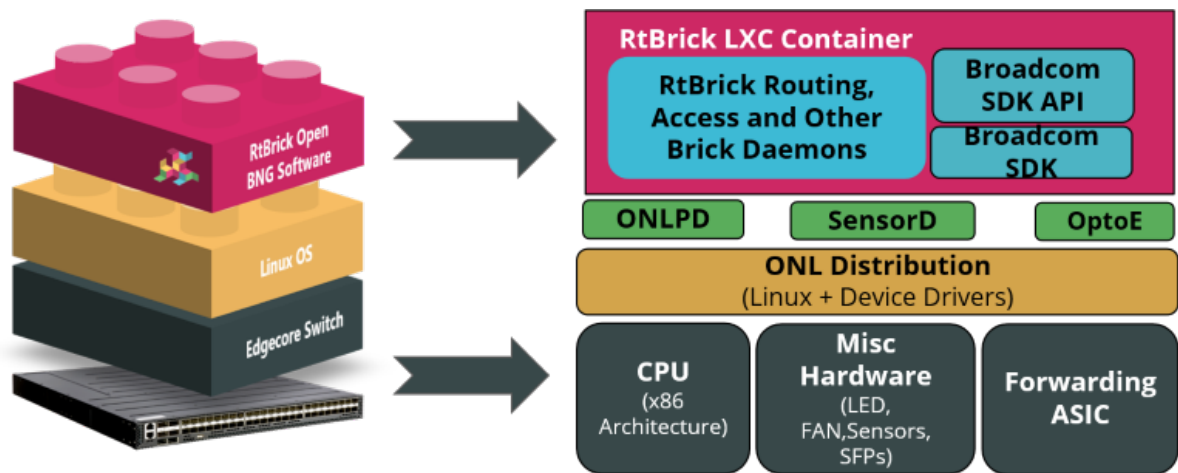 RtBrick Open
BNG Software
Linux OS
Edgecore Switch
RtBrick LXC Container
RtBrick Routing,
Access and Other
Brick Daemons
Broadcom
SDK API
Broadcom
SDK
ONLPD
SensorD
OptoE
ONL Distribution
(Linux + Device Drivers)
CPU
(x86
Architecture)
Misc
Hardware
(LED,
FAN,Sensors,
SFPs)
Forwarding
ASIC